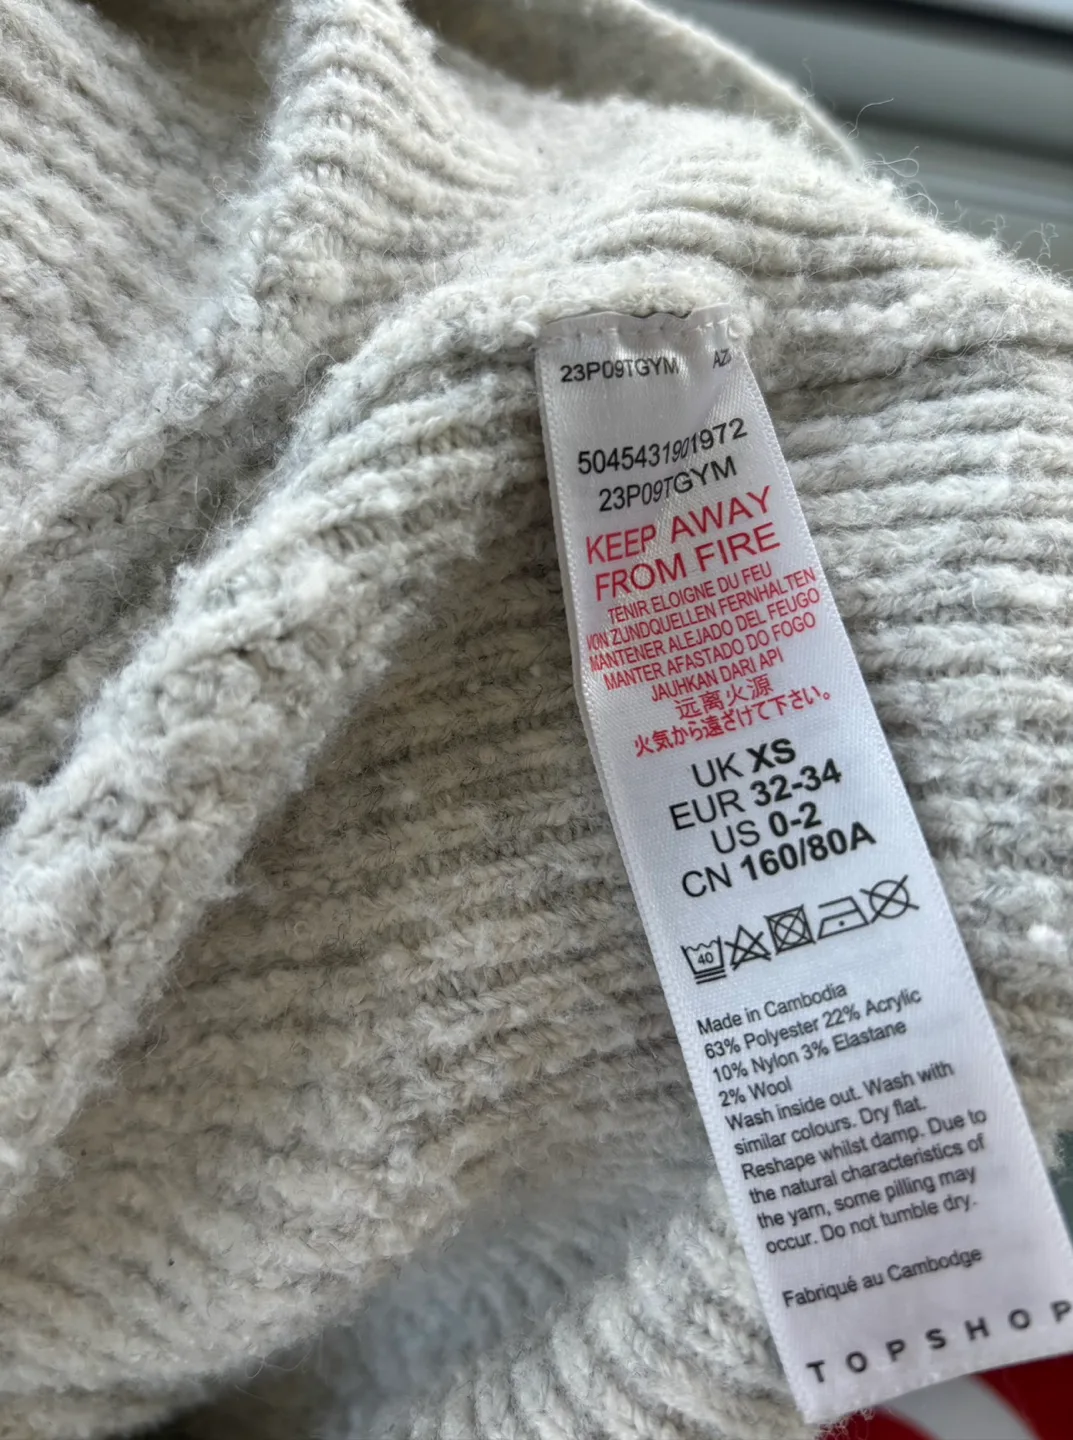 23P09TGYM AZ
5045431901972
23P09TGYM
KEEP AWAY
FROM FIRE
TENIR ELOIGNE DU FEU
VON ZUNDQUELLEN FERNHALTEN
MANTENER ALEJADO DEL FEUGO
MANTER AFASTADO DO FOGO
JAUHKAN DARI API
远离火源
火気から遠ざけて下さい。
UK XS
EUR 32-34
US 0-2
CN 160/80A
40
Made in Cambodia
63% Polyester 22% Acrylic
10% Nylon 3% Elastane
2% Wool
Wash inside out. Wash with
similar colours. Dry flat.
Reshape whilst damp. Due to
the natural characteristics of
the yarn, some pilling may
occur. Do not tumble dry.
Fabriqué au Cambodge
TOPSHOP